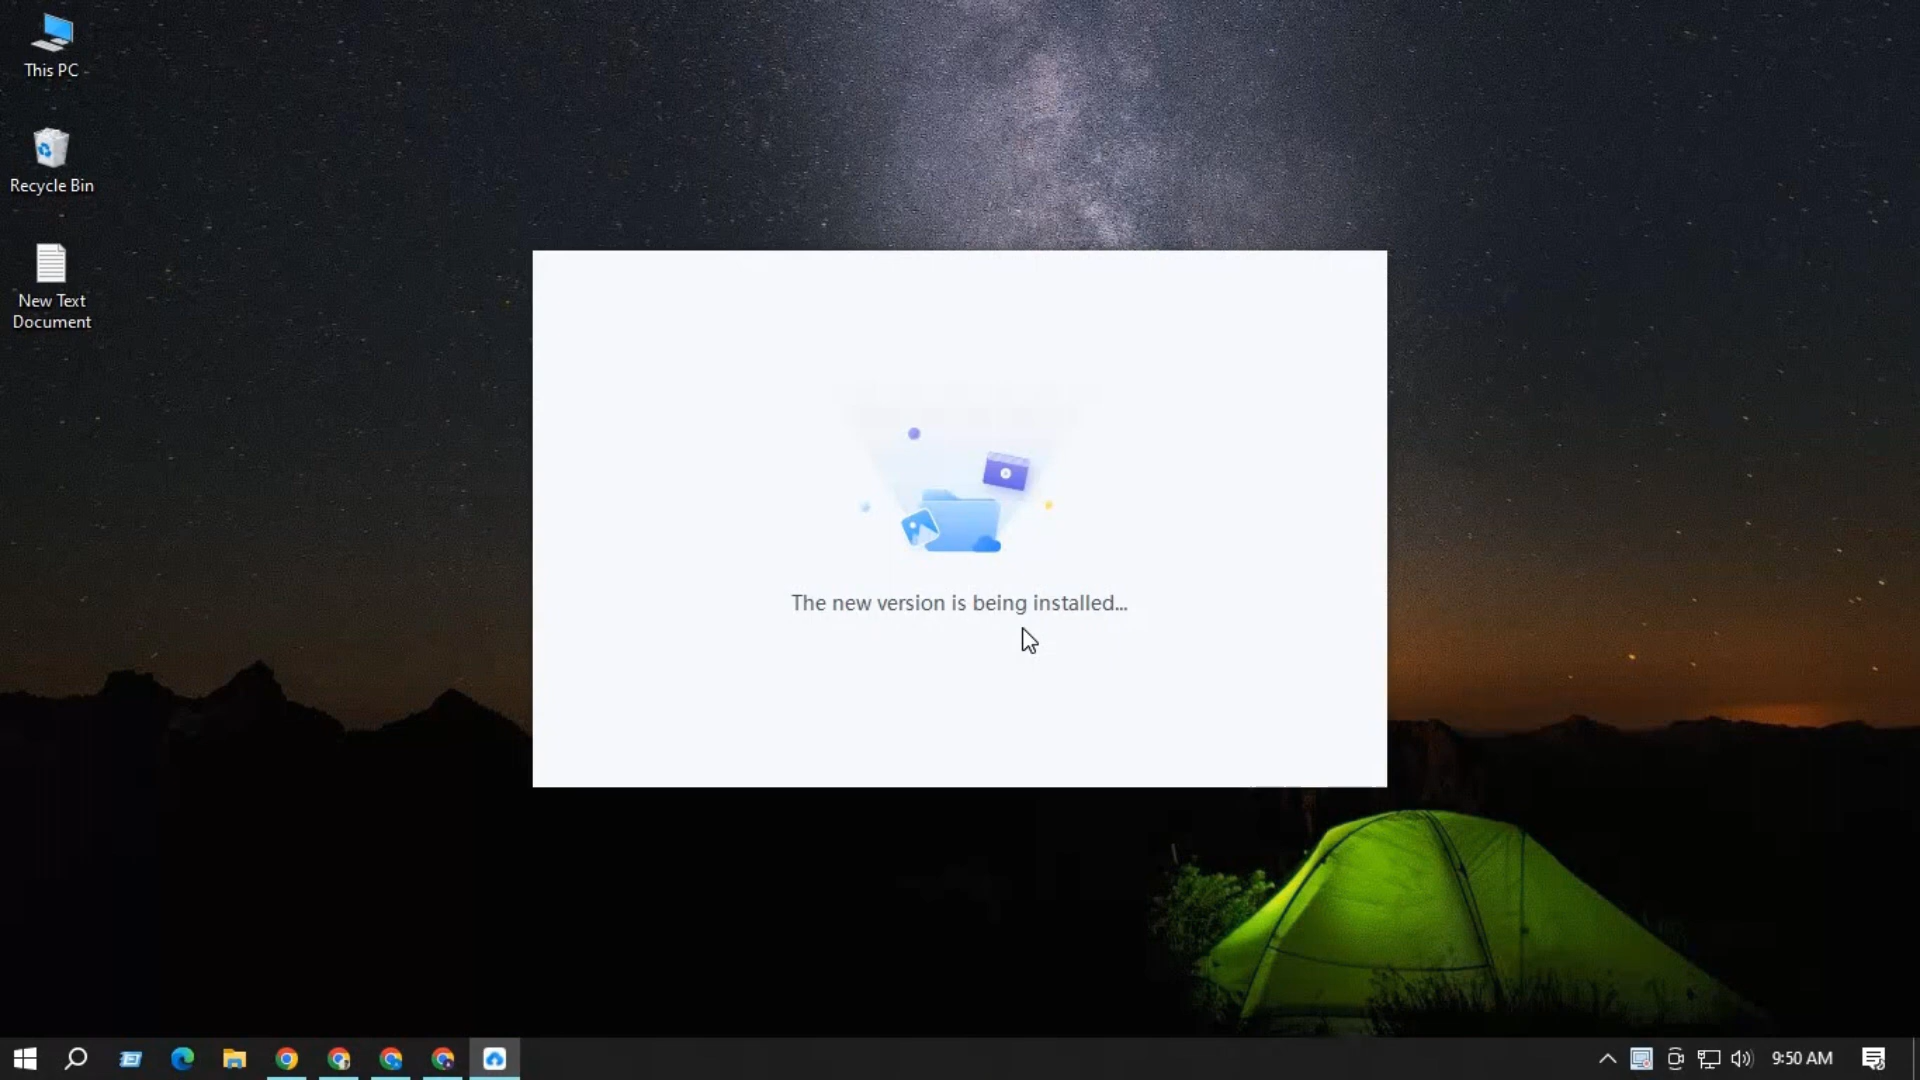 This PC
Recycle Bin
New Text
Document
The new version is being installed...
9:50 AM